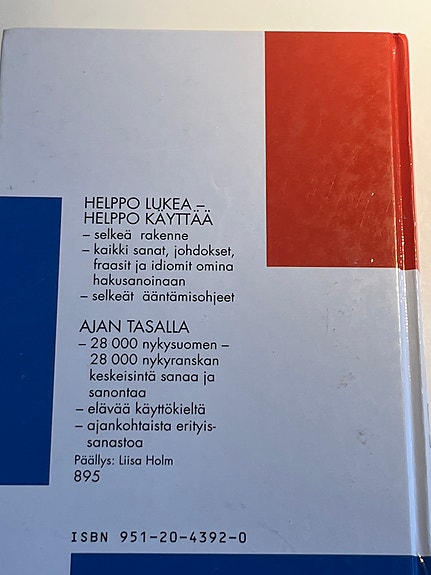 HELPPO LUKEA –
HELPPO KÄYTTÄÄ
– selkeä rakenne
– kaikki sanat, johdokset,
fraasit ja idiomit omina
hakusanoinaan
– selkeät ääntämisohjeet
AJAN TASALLA
– 28 000 nykysuomen –
28 000 nykyranskan
keskeisintä sanaa ja
sanontaa
– elävää käyttökieltä
– ajankohtaista erityis-
sanastoa
Päällys: Liisa Holm
895
ISBN 951-20-4392-0